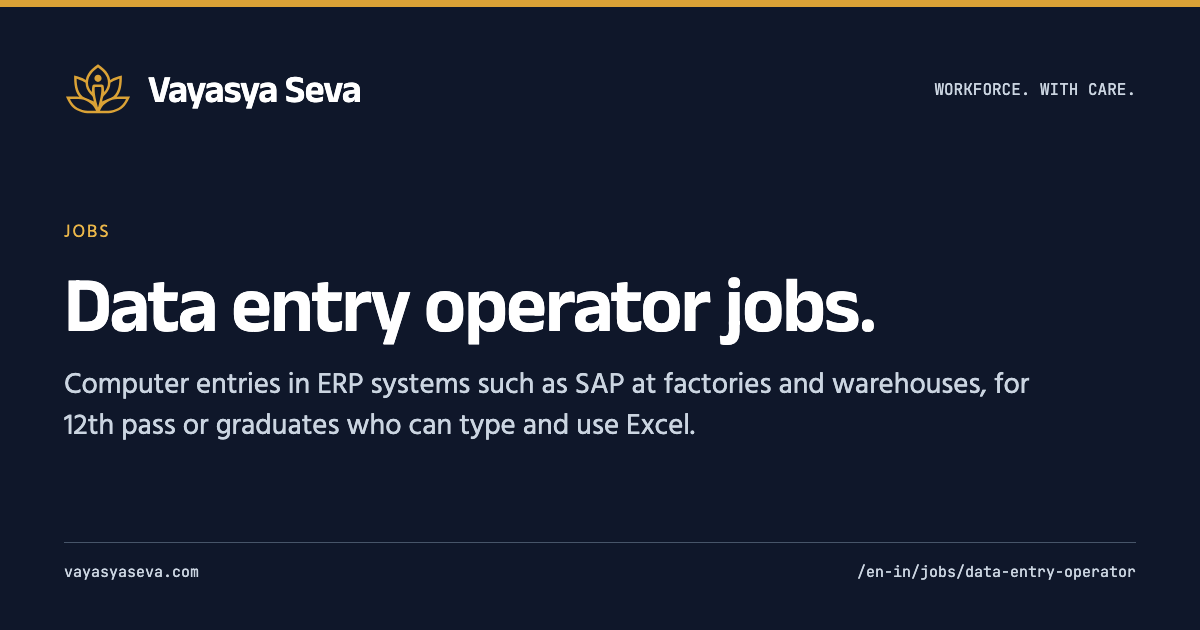 Vayasya Seva
WORKFORCE. WITH CARE.
JOBS
Data entry operator jobs.
Computer entries in ERP systems such as SAP at factories and warehouses, for
12th pass or graduates who can type and use Excel.
vayasyaseva.com
/en-in/jobs/data-entry-operator